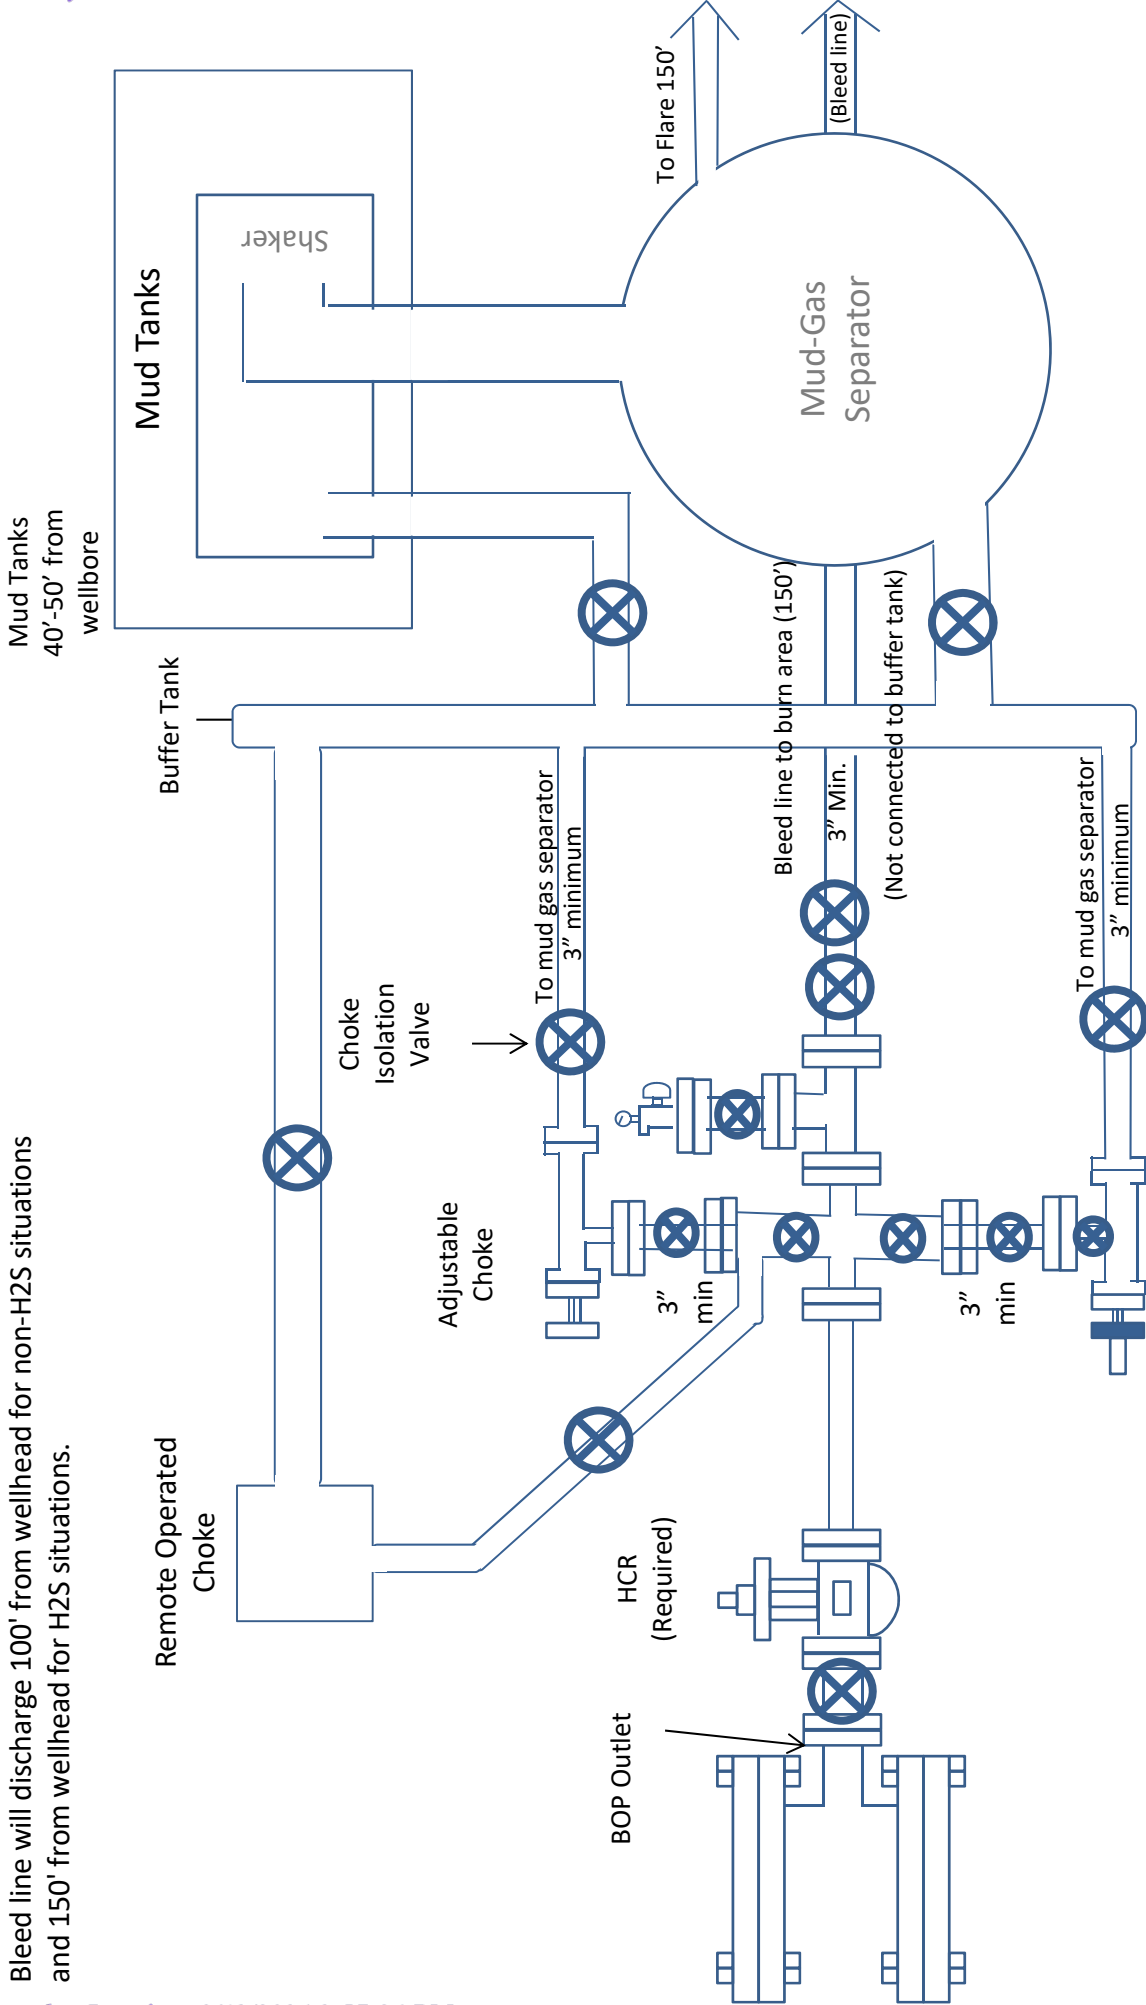 Bleed line will discharge 100' from wellhead for non-H2S situations
and 150' from wellhead for H2S situations.
Mud Tanks
40’-50’ from
wellbore
Mud Tanks
Shaker
Buffer Tank
Remote Operated
Choke
Choke
Isolation
Valve
Adjustable
Choke
To mud gas separator
3” minimum
To Flare 150’
(Bleed line)
Mud-Gas
Separator
BOP Outlet
HCR
(Required)
3”
min
Bleed line to burn area (150’)
3” Min.
(Not connected to buffer tank)
3”
min
To mud gas separator
3” minimum